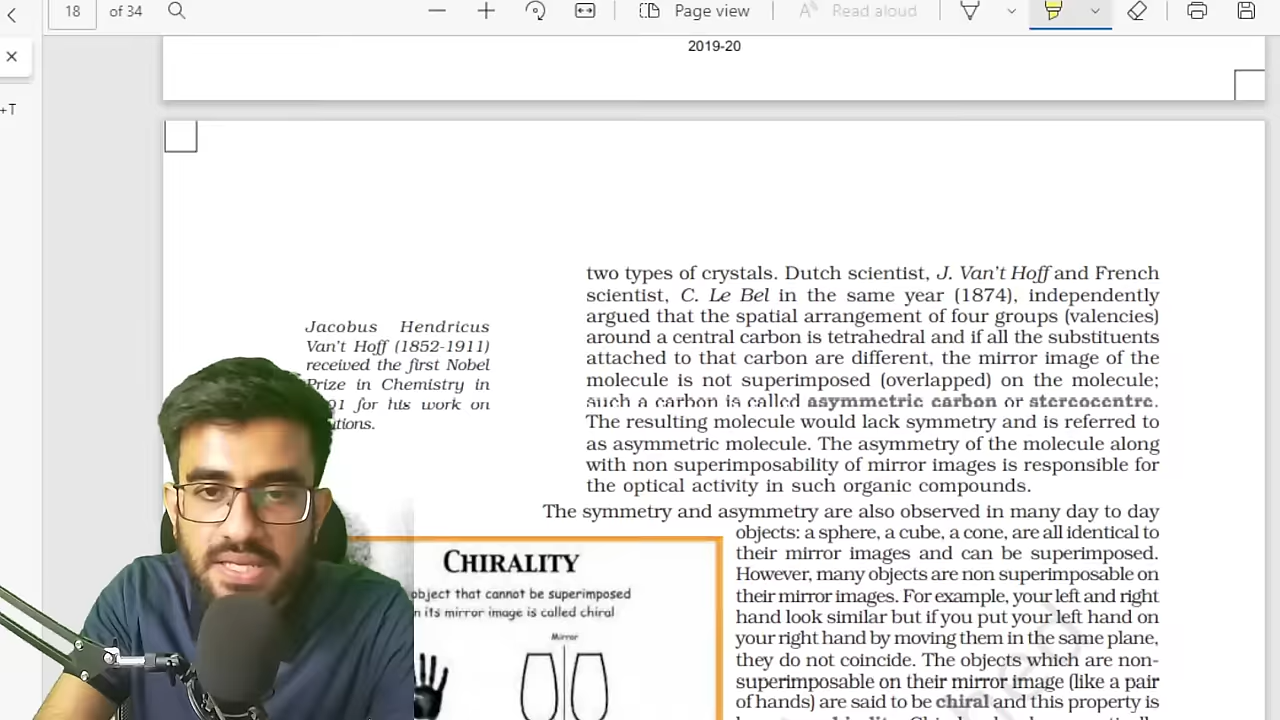 18 of 34
Page view
Read aloud
2019-20
+T
two types of crystals. Dutch scientist, J. Van't Hoff and French
scientist, C. Le Bel in the same year (1874), independently
argued that the spatial arrangement of four groups (valencies)
around a central carbon is tetrahedral and if all the substituents
attached to that carbon are different, the mirror image of the
molecule is not superimposed (overlapped) on the molecule;
such a carbon is called asymmetric carbon or stereocentre.
The resulting molecule would lack symmetry and is referred to
as asymmetric molecule. The asymmetry of the molecule along
with non superimposability of mirror images is responsible for
the optical activity in such organic compounds.
Jacobus Hendricus
Van't Hoff (1852-1911)
received the first Nobel
Prize in Chemistry in
01 for his work on
utions.
The symmetry and asymmetry are also observed in many day to day
objects: a sphere, a cube, a cone, are all identical to
their mirror images and can be superimposed.
However, many objects are non superimposable on
their mirror images. For example, your left and right
hand look similar but if you put your left hand on
your right hand by moving them in the same plane,
they do not coincide. The objects which are non-
superimposable on their mirror image (like a pair
of hands) are said to be chiral and this property is
CHIRALITY
object that cannot be superimposed
n its mirror image is called chiral
Mirror